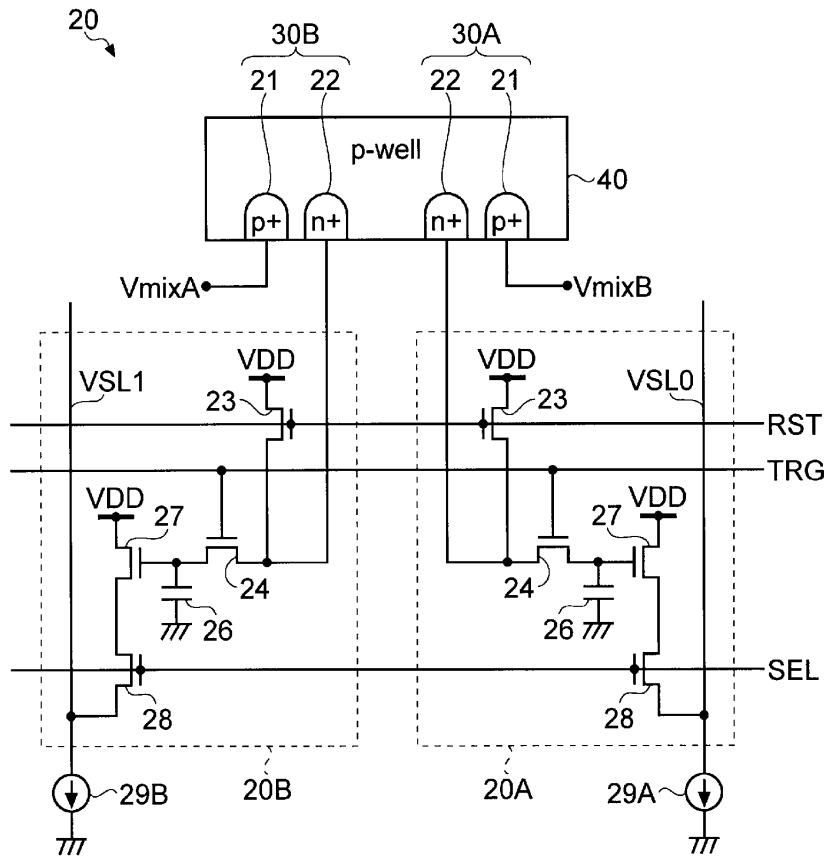 20
30B 30A
21 22 22 21
p-well
40
p+ n+ n+ p+
VmixA VmixB
VDD VDD
VSL1 23 23 VSL0
RST
TRG
VDD 27 27 VDD
24 26 24 26
SEL
28 28
29B 20B 20A 29A